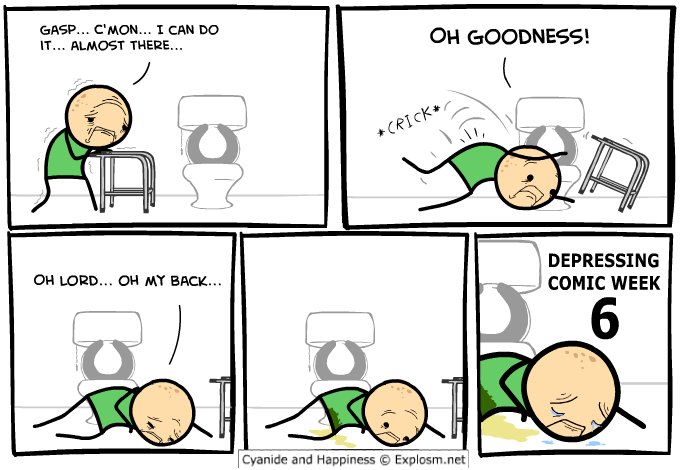 GASP... C'MON... I CAN DO
IT... ALMOST THERE...
OH GOODNESS!
*CRICK*
OH LORD... OH MY BACK...
DEPRESSING
COMIC WEEK
6
Cyanide and Happiness © Explosm.net